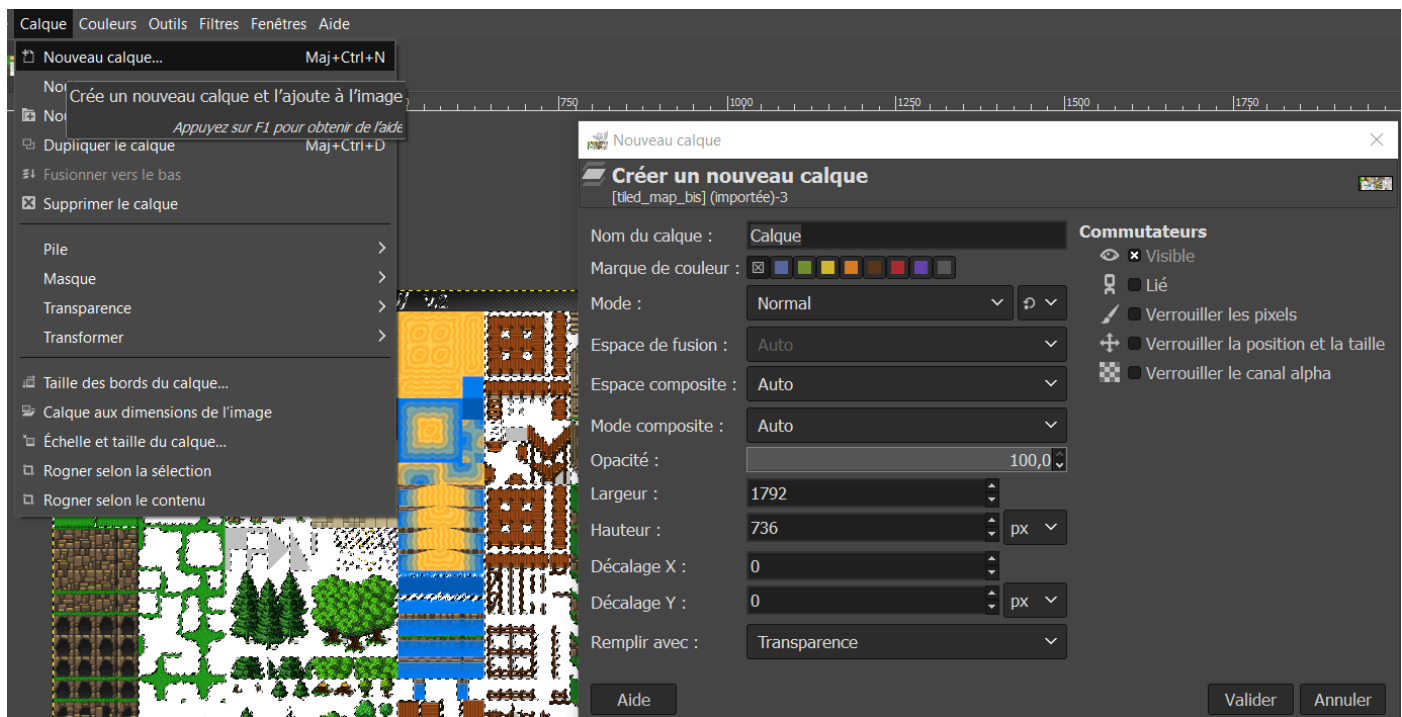 Calque Couleurs Outils Filtres Fenêtres Aide
Nouveau calque... Maj+Ctrl+N
Crée un nouveau calque et l'ajoute à l'image
Appuyez sur F1 pour obtenir de l'aide
Dupliquer le calque Maj+Ctrl+D
Fusionner vers le bas
Supprimer le calque
Pile
Masque
Transparence
Transformer
Taille des bords du calque...
Calque aux dimensions de l'image
Échelle et taille du calque...
Rogner selon la sélection
Rogner selon le contenu
750 1000 1250 1500 1750
Nouveau calque
Créer un nouveau calque
[tiled_map_bis] (importée)-3
Nom du calque : Calque
Marque de couleur :
Mode : Normal
Espace de fusion : Auto
Espace composite : Auto
Mode composite : Auto
Opacité : 100,0
Largeur : 1792
Hauteur : 736 px
Décalage X : 0
Décalage Y : 0 px
Remplir avec : Transparence
Commutateurs
Visible
Lié
Verrouiller les pixels
Verrouiller la position et la taille
Verrouiller le canal alpha
Aide Valider Annuler